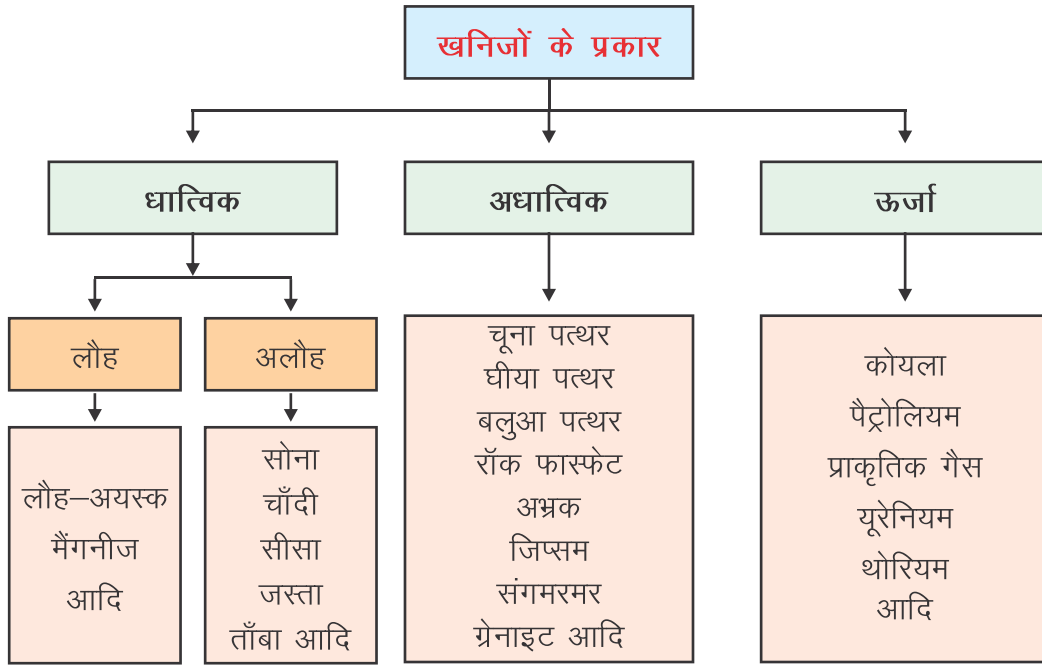 खनिजों के प्रकार
धात्विक
अधात्विक
ऊर्जा
लौह
अलौह
लौह–अयस्क
मैंगनीज
आदि
सोना
चाँदी
सीसा
जस्ता
ताँबा आदि
चूना पत्थर
घीया पत्थर
बलुआ पत्थर
रॉक फास्फेट
अभ्रक
जिप्सम
संगमरमर
ग्रेनाइट आदि
कोयला
पैट्रोलियम
प्राकृतिक गैस
यूरेनियम
थोरियम
आदि